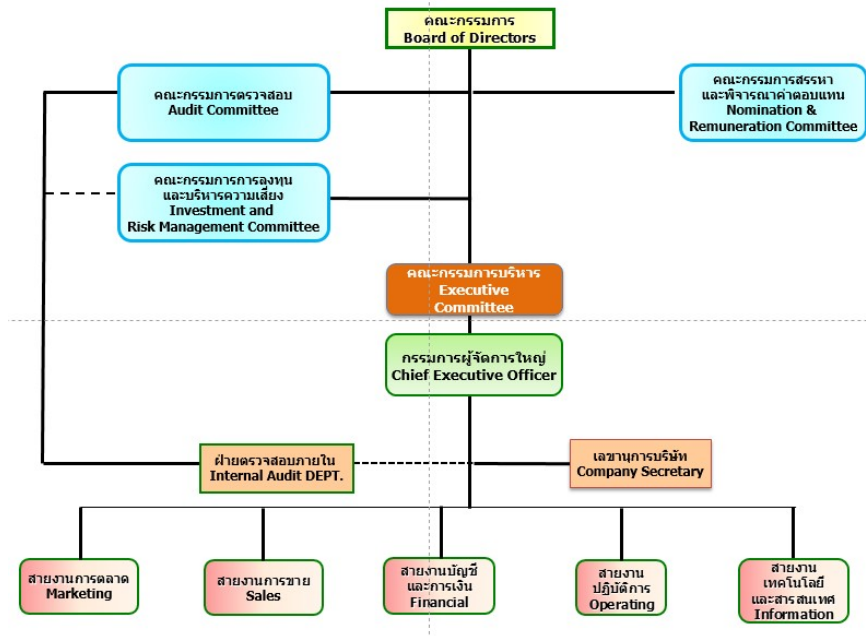 คณะกรรมการ
Board of Directors
คณะกรรมการตรวจสอบ
Audit Committee
คณะกรรมการสรรหา
และพิจารณาค่าตอบแทน
Nomination &
Remuneration Committee
คณะกรรมการการลงทุน
และบริหารความเสี่ยง
Investment and
Risk Management Committee
คณะกรรมการบริหาร
Executive
Committee
กรรมการผู้จัดการใหญ่
Chief Executive Officer
ฝ่ายตรวจสอบภายใน
Internal Audit DEPT.
เลขานุการบริษัท
Company Secretary
สายงานการตลาด
Marketing
สายงานการขาย
Sales
สายงานบัญชี
และการเงิน
Financial
สายงาน
ปฏิบัติการ
Operating
สายงาน
เทคโนโลยี
และสารสนเทศ
Information